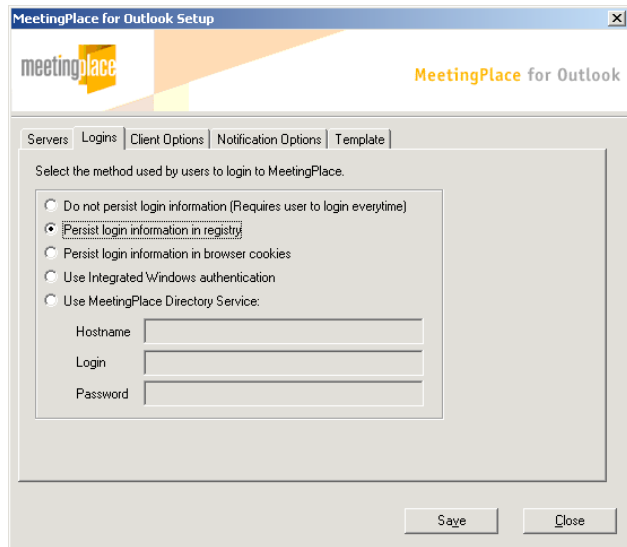 MeetingPlace for Outlook Setup
meetingplace
MeetingPlace for Outlook
Servers Logins Client Options Notification Options Template
Select the method used by users to login to MeetingPlace.
Do not persist login information (Requires user to login everytime)
Persist login information in registry
Persist login information in browser cookies
Use Integrated Windows authentication
Use MeetingPlace Directory Service:
Hostname
Login
Password
Save Close